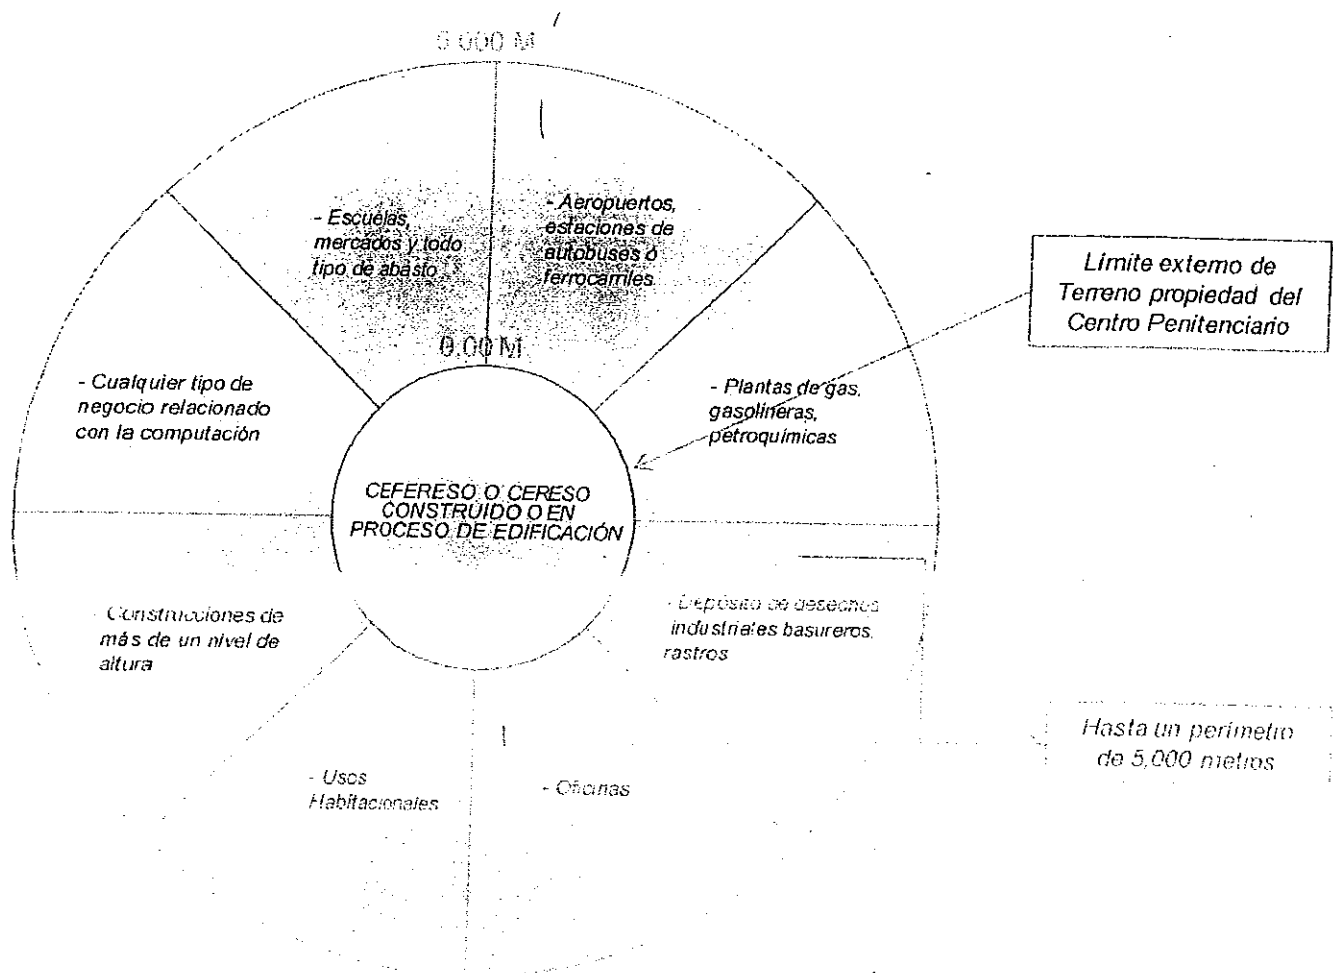 000 M
- Escuelas,
mercados y todo
tipo de abasto
- Aeropuertos,
estaciones de
autobuses ó
ferrocarriles
Límite externo de
Terreno propiedad del
Centro Penitenciario
0.00 M
- Cualquier tipo de
negocio relacionado
con la computación
- Plantas de gas,
gasolineras,
petroquímicas
CEFERESO O CERESO
CONSTRUIDO O EN
PROCESO DE EDIFICACIÓN
- Construcciones de
más de un nivel de
altura
- Depósito de desechos
industriales basureros,
rastros
- Usos
Habitacionales
- Oficinas
Hasta un perímetro
de 5,000 metros